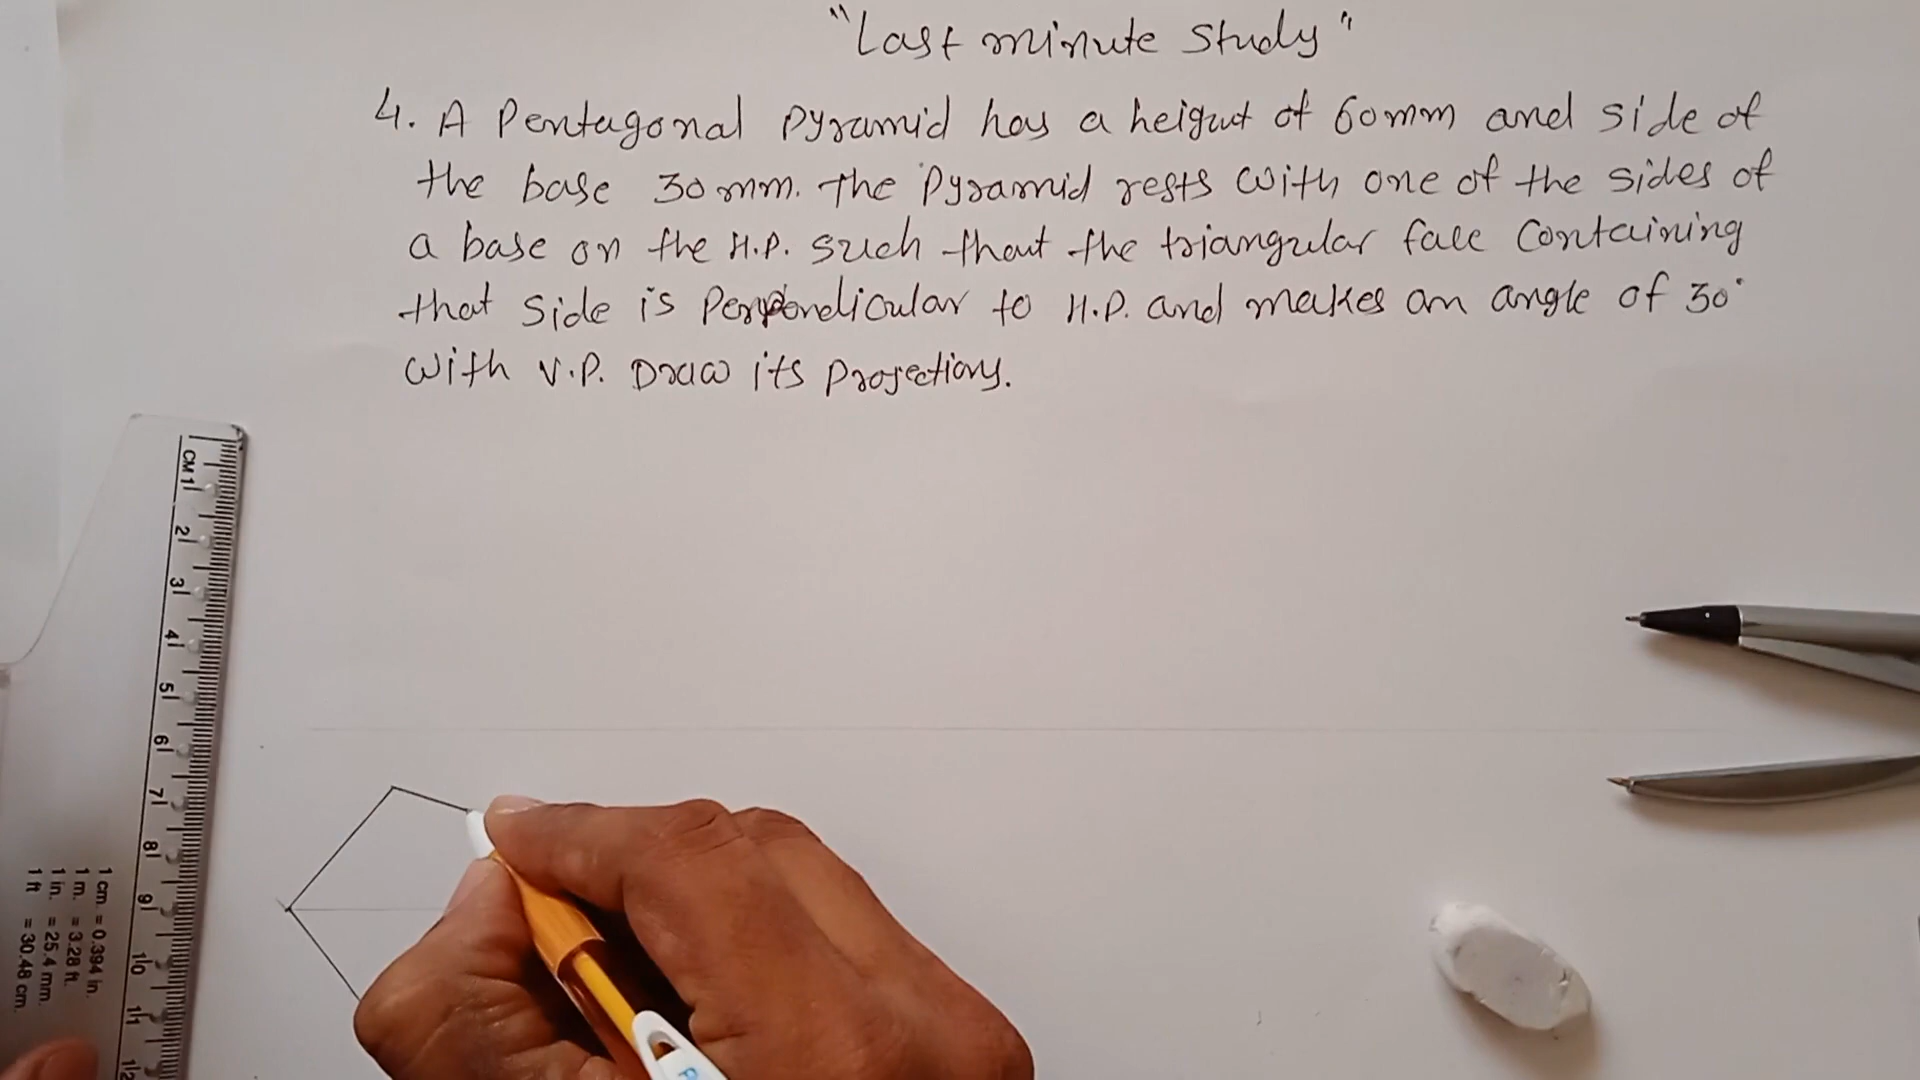 "Last minute Study"
4. A Pentagonal pyramid has a height of 60mm and side of
the base 30mm. The Pyramid rests with one of the sides of
a base on the H.P. such that the triangular face Containing
that Side is Perpendicular to H.P. and makes an angle of 30°
with V.P. Draw its projections.
CM 1 2 3 4 5 6 7 8 9 10 11 12
1 cm. = 0.394 in.
1 m. = 3.28 ft.
1 in. = 25.4 mm.
1 ft = 30.48 cm.